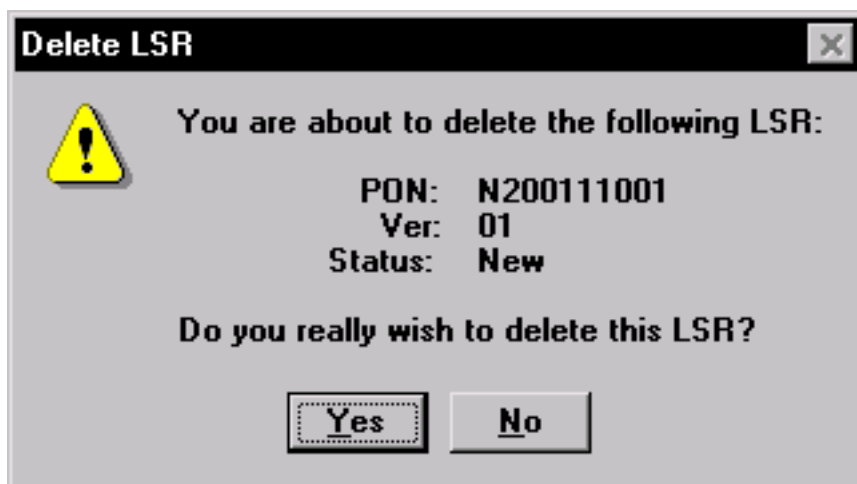 Delete LSR
You are about to delete the following LSR:
PON: N200111001
Ver: 01
Status: New
Do you really wish to delete this LSR?
Yes No